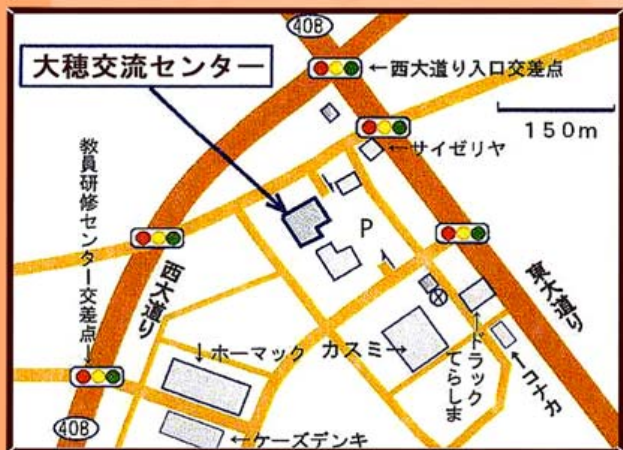 408
大穂交流センター
←西大道り入口交差点
150m
←サイゼリヤ
教員研修センター交差点→
P
西大道り
東大道り
↓ホーマック
カスミ→
←ドラックてらしま
←コナカ
408
←ケーズデンキ